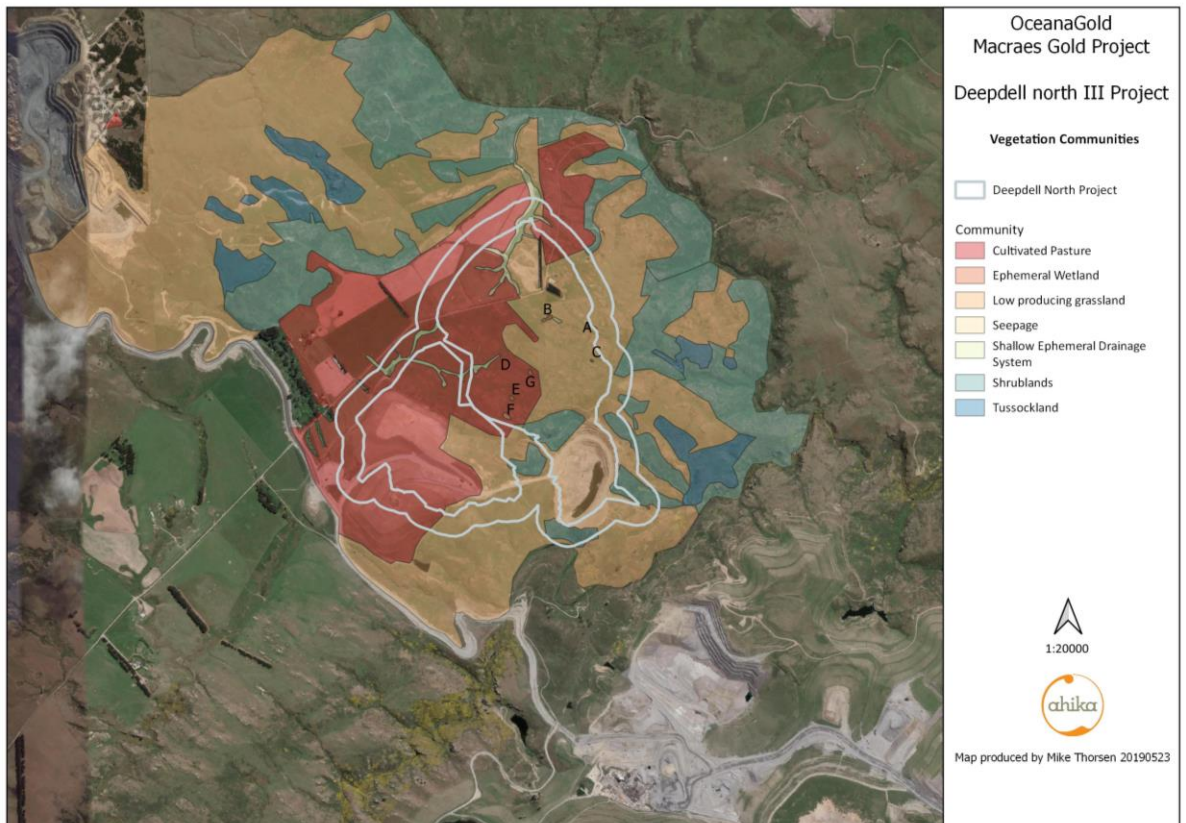 OceanaGold
Macraes Gold Project
Deepdell north III Project
Vegetation Communities
Deepdell North Project
Community
Cultivated Pasture
Ephemeral Wetland
Low producing grassland
Seepage
Shallow Ephemeral Drainage
System
Shrublands
Tussockland
B
A
C
D
G
E
F
1:20000
ahika
Map produced by Mike Thorsen 20190523